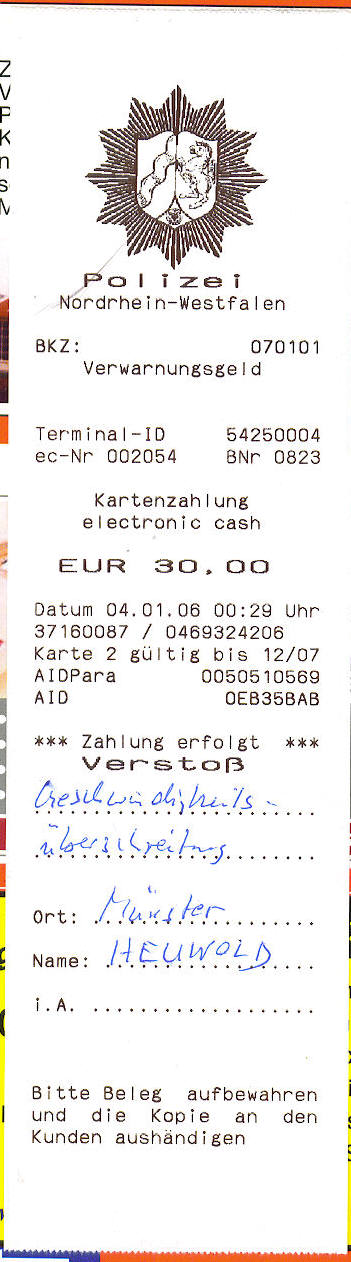 Polizei
Nordrhein-Westfalen
BKZ: 070101
Verwarnungsgeld
Terminal-ID 54250004
ec-Nr 002054 BNr 0823
Kartenzahlung
electronic cash
EUR 30,00
Datum 04.01.06 00:29 Uhr
37160087 / 0469324206
Karte 2 gültig bis 12/07
AIDPara 0050510569
AID 0EB35BAB
*** Zahlung erfolgt ***
Verstoß
Geschwindigkeits-
überschreitung
Ort: Münster
Name: HEUWOLD
i.A. ...................
Bitte Beleg aufbewahren
und die Kopie an den
Kunden aushändigen